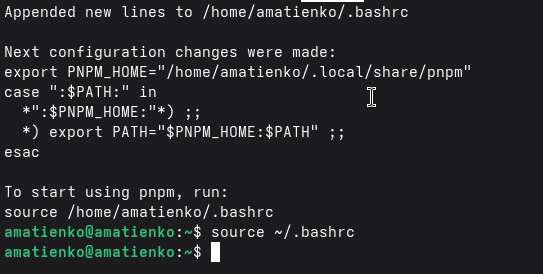 Appended new lines to /home/amatienko/.bashrc
Next configuration changes were made:
export PNPM_HOME="/home/amatienko/.local/share/pnpm"
case ":$PATH:" in
  *":$PNPM_HOME:"*) ;;
  *) export PATH="$PNPM_HOME:$PATH" ;;
esac
To start using pnpm, run:
source /home/amatienko/.bashrc
amatienko@amatienko:~$ source ~/.bashrc
amatienko@amatienko:~$